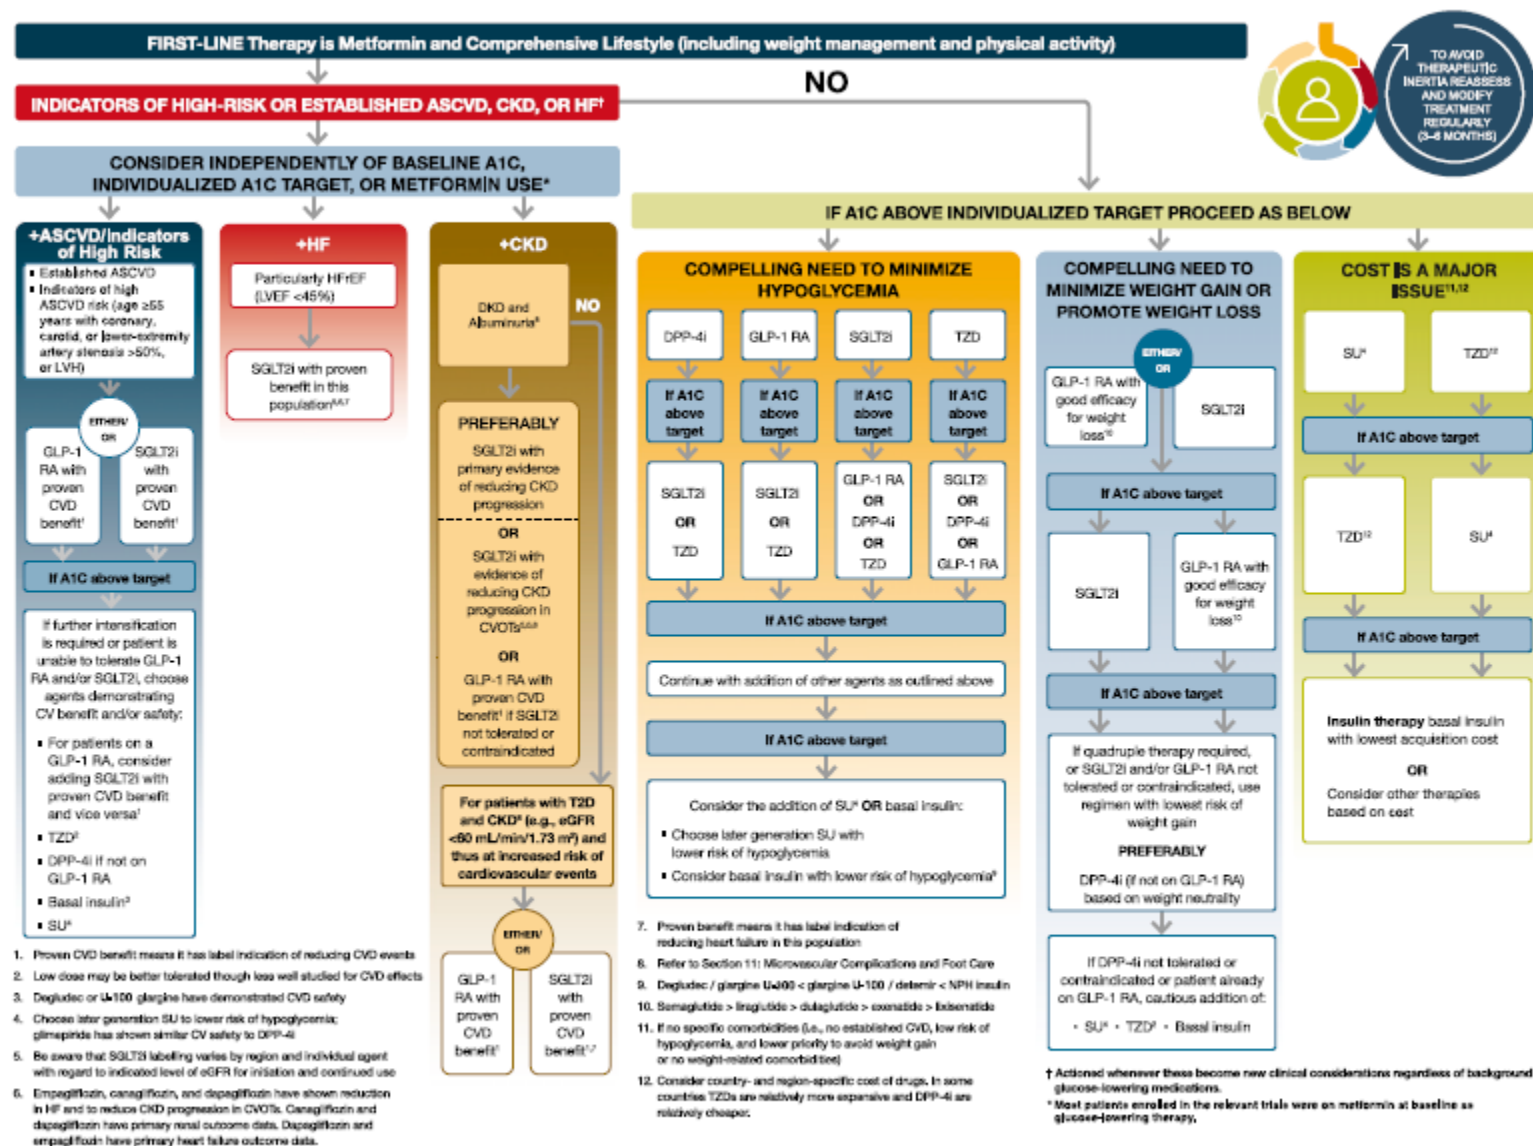 FIRST-LINE Therapy is Metformin and Comprehensive Lifestyle (including weight management and physical activity)
NO
TO AVOID
THERAPEUTIC
INERTIA REASSESS
AND MODIFY
TREATMENT
REGULARLY
(3–6 MONTHS)
INDICATORS OF HIGH-RISK OR ESTABLISHED ASCVD, CKD, OR HF†
CONSIDER INDEPENDENTLY OF BASELINE A1C,
INDIVIDUALIZED A1C TARGET, OR METFORMIN USE*
+ASCVD/Indicators
of High Risk
▪ Established ASCVD
▪ Indicators of high
ASCVD risk (age ≥55
years with coronary,
carotid, or lower-extremity
artery stenosis >50%,
or LVH)
EITHER/
OR
GLP-1
RA with
proven
CVD
benefit¹
SGLT2i
with
proven
CVD
benefit¹
If A1C above target
If further intensification
is required or patient is
unable to tolerate GLP-1
RA and/or SGLT2i, choose
agents demonstrating
CV benefit and/or safety:
▪ For patients on a
GLP-1 RA, consider
adding SGLT2i with
proven CVD benefit
and vice versa¹
▪ TZD²
▪ DPP-4i if not on
GLP-1 RA
▪ Basal insulin³
▪ SU⁴
+HF
Particularly HFrEF
(LVEF <45%)
SGLT2i with proven
benefit in this
population⁵,⁶,⁷
+CKD
DKD and
Albuminuria⁸
NO
PREFERABLY
SGLT2i with
primary evidence
of reducing CKD
progression
OR
SGLT2i with
evidence of
reducing CKD
progression in
CVOTs⁵,⁶,⁸
OR
GLP-1 RA with
proven CVD
benefit¹ if SGLT2i
not tolerated or
contraindicated
For patients with T2D
and CKD⁸ (e.g., eGFR
<60 mL/min/1.73 m²) and
thus at increased risk of
cardiovascular events
EITHER/
OR
GLP-1
RA with
proven
CVD
benefit¹
SGLT2i
with
proven
CVD
benefit¹,⁷
IF A1C ABOVE INDIVIDUALIZED TARGET PROCEED AS BELOW
COMPELLING NEED TO MINIMIZE
HYPOGLYCEMIA
DPP-4i
GLP-1 RA
SGLT2i
TZD
If A1C
above
target
If A1C
above
target
If A1C
above
target
If A1C
above
target
SGLT2i
OR
TZD
SGLT2i
OR
TZD
GLP-1 RA
OR
DPP-4i
OR
TZD
SGLT2i
OR
DPP-4i
OR
GLP-1 RA
If A1C above target
Continue with addition of other agents as outlined above
If A1C above target
Consider the addition of SU⁴ OR basal insulin:
▪ Choose later generation SU with
lower risk of hypoglycemia
▪ Consider basal insulin with lower risk of hypoglycemia⁹
COMPELLING NEED TO
MINIMIZE WEIGHT GAIN OR
PROMOTE WEIGHT LOSS
EITHER/
OR
GLP-1 RA with
good efficacy
for weight
loss¹⁰
SGLT2i
If A1C above target
SGLT2i
GLP-1 RA with
good efficacy
for weight
loss¹⁰
If A1C above target
If quadruple therapy required,
or SGLT2i and/or GLP-1 RA not
tolerated or contraindicated, use
regimen with lowest risk of
weight gain
PREFERABLY
DPP-4i (if not on GLP-1 RA)
based on weight neutrality
If DPP-4i not tolerated or
contraindicated or patient already
on GLP-1 RA, cautious addition of:
• SU⁴ • TZD² • Basal insulin
COST IS A MAJOR
ISSUE¹¹,¹²
SU⁴
TZD¹²
If A1C above target
TZD¹²
SU⁴
If A1C above target
Insulin therapy basal insulin
with lowest acquisition cost
OR
Consider other therapies
based on cost
1. Proven CVD benefit means it has label indication of reducing CVD events
2. Low dose may be better tolerated though less well studied for CVD effects
3. Degludec or U-100 glargine have demonstrated CVD safety
4. Choose later generation SU to lower risk of hypoglycemia;
glimepiride has shown similar CV safety to DPP-4i
5. Be aware that SGLT2i labelling varies by region and individual agent
with regard to indicated level of eGFR for initiation and continued use
6. Empagliflozin, canagliflozin, and dapagliflozin have shown reduction
in HF and to reduce CKD progression in CVOTs. Canagliflozin and
dapagliflozin have primary renal outcome data. Dapagliflozin and
empagliflozin have primary heart failure outcome data.
7. Proven benefit means it has label indication of
reducing heart failure in this population
8. Refer to Section 11: Microvascular Complications and Foot Care
9. Degludec / glargine U-300 < glargine U-100 / detemir < NPH insulin
10. Semaglutide > liraglutide > dulaglutide > exenatide > lixisenatide
11. If no specific comorbidities (i.e., no established CVD, low risk of
hypoglycemia, and lower priority to avoid weight gain
or no weight-related comorbidities)
12. Consider country- and region-specific cost of drugs. In some
countries TZDs are relatively more expensive and DPP-4i are
relatively cheaper.
† Actioned whenever these become new clinical considerations regardless of background
glucose-lowering medications.
* Most patients enrolled in the relevant trials were on metformin at baseline as
glucose-lowering therapy.